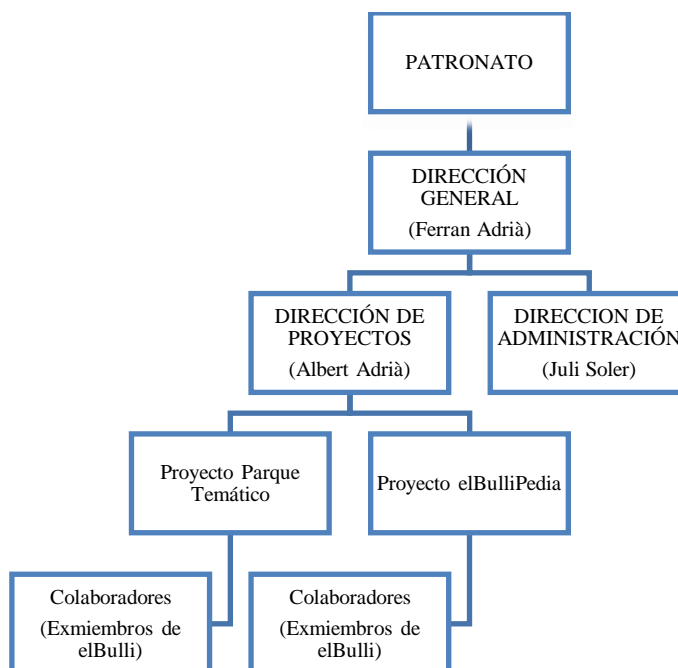 PATRONATO
DIRECCIÓN
GENERAL
(Ferran Adrià)
DIRECCIÓN DE
PROYECTOS
(Albert Adrià)
DIRECCION DE
ADMINISTRACIÓN
(Juli Soler)
Proyecto Parque
Temático
Proyecto elBulliPedia
Colaboradores
(Exmiembros de
elBulli)
Colaboradores
(Exmiembros de
elBulli)